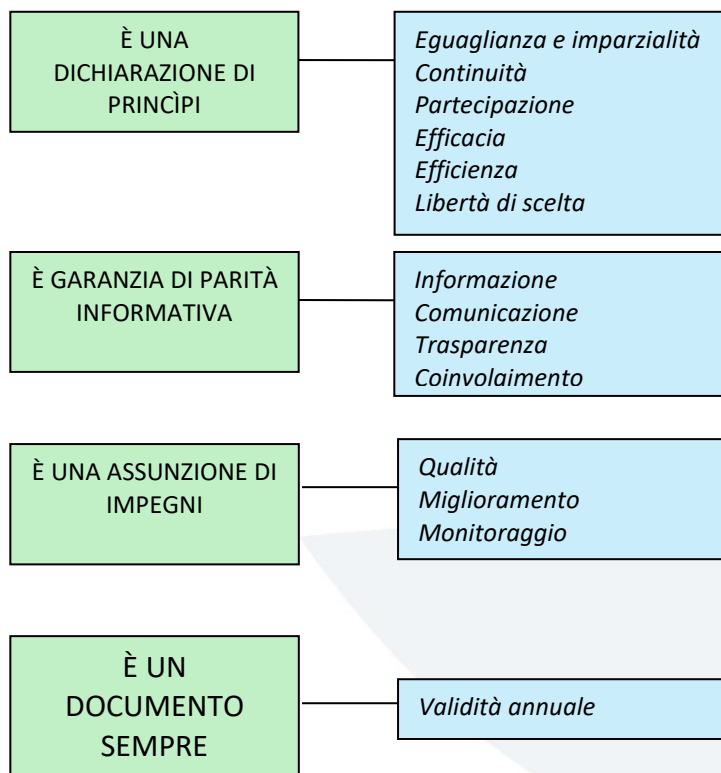 È UNA
DICHIARAZIONE DI
PRINCÌPI
Eguaglianza e imparzialità
Continuità
Partecipazione
Efficacia
Efficienza
Libertà di scelta
È GARANZIA DI PARITÀ
INFORMATIVA
Informazione
Comunicazione
Trasparenza
Coinvolaimento
È UNA ASSUNZIONE DI
IMPEGNI
Qualità
Miglioramento
Monitoraggio
È UN
DOCUMENTO
SEMPRE
Validità annuale